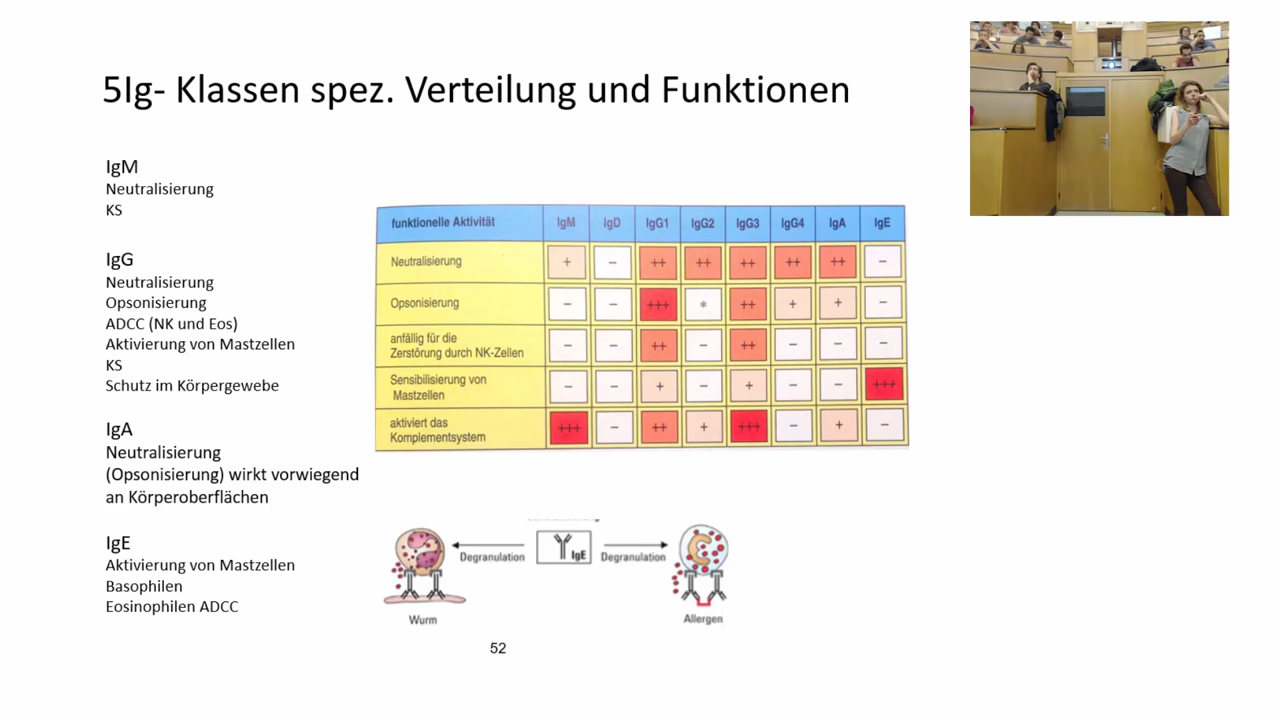 5Ig- Klassen spez. Verteilung und Funktionen
IgM
Neutralisierung
KS
IgG
Neutralisierung
Opsonisierung
ADCC (NK und Eos)
Aktivierung von Mastzellen
KS
Schutz im Körpergewebe
IgA
Neutralisierung
(Opsonisierung) wirkt vorwiegend
an Körperoberflächen
IgE
Aktivierung von Mastzellen
Basophilen
Eosinophilen ADCC
funktionelle Aktivität IgM IgD IgG1 IgG2 IgG3 IgG4 IgA IgE
Neutralisierung + – ++ ++ ++ ++ ++ –
Opsonisierung – – +++ * ++ + + –
anfällig für die
Zerstörung durch NK-Zellen – – ++ – ++ – – –
Sensibilisierung von
Mastzellen – – + – + – – +++
aktiviert das
Komplementsystem +++ – ++ + +++ – + –
IgE
Degranulation Degranulation
Wurm Allergen
52